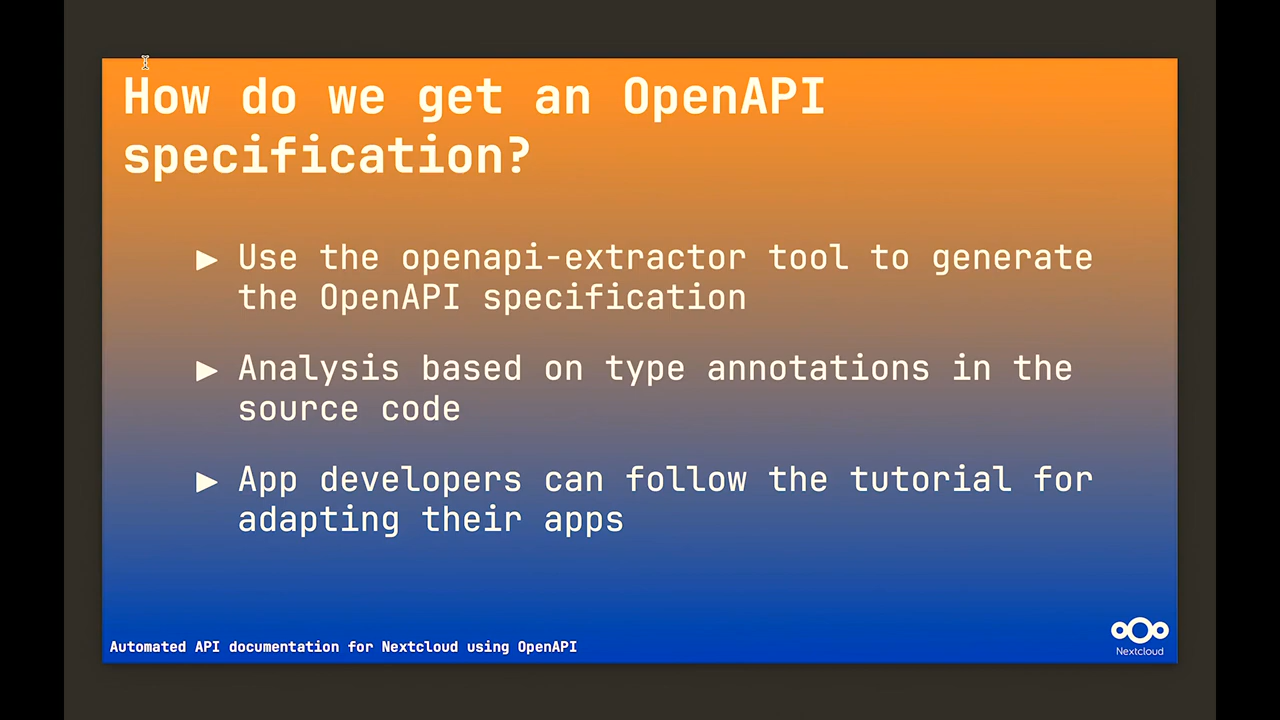 How do we get an OpenAPI
specification?
▶ Use the openapi-extractor tool to generate
the OpenAPI specification
▶ Analysis based on type annotations in the
source code
▶ App developers can follow the tutorial for
adapting their apps
Automated API documentation for Nextcloud using OpenAPI
Nextcloud